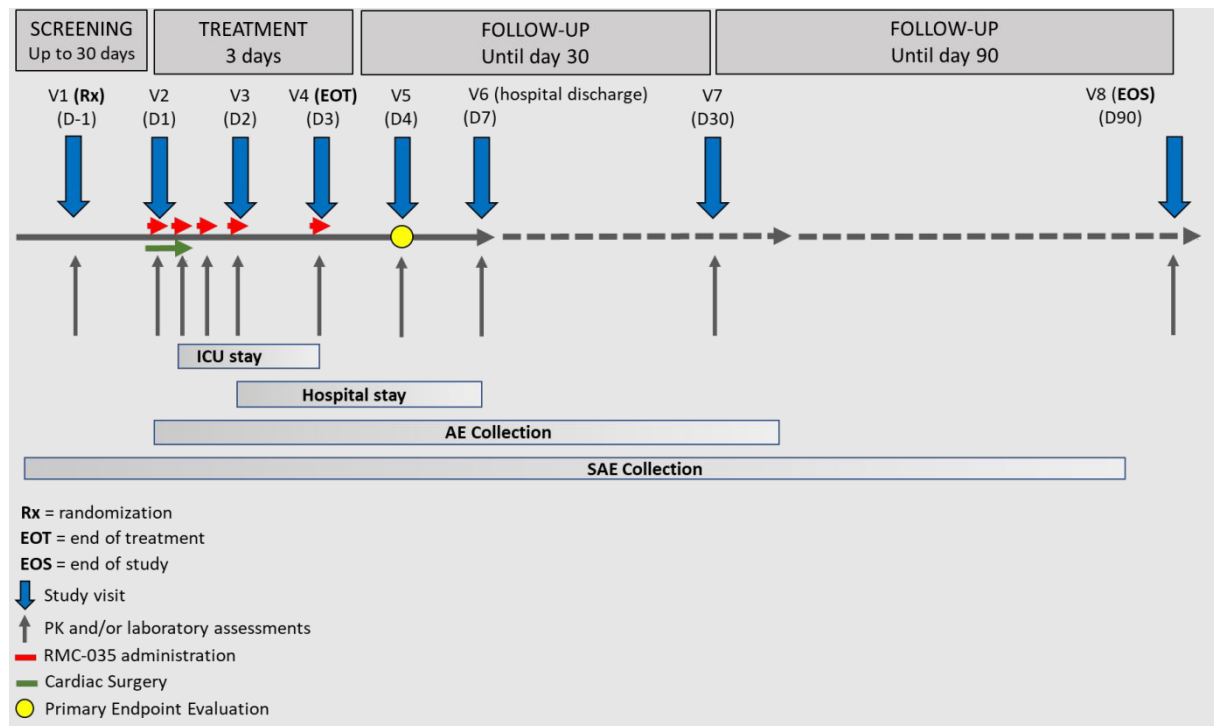 SCREENING
Up to 30 days
TREATMENT
3 days
FOLLOW-UP
Until day 30
FOLLOW-UP
Until day 90
V1 (Rx)
(D-1)
V2
(D1)
V3
(D2)
V4 (EOT)
(D3)
V5
(D4)
V6 (hospital discharge)
(D7)
V7
(D30)
V8 (EOS)
(D90)
ICU stay
Hospital stay
AE Collection
SAE Collection
Rx = randomization
EOT = end of treatment
EOS = end of study
Study visit
PK and/or laboratory assessments
RMC-035 administration
Cardiac Surgery
Primary Endpoint Evaluation